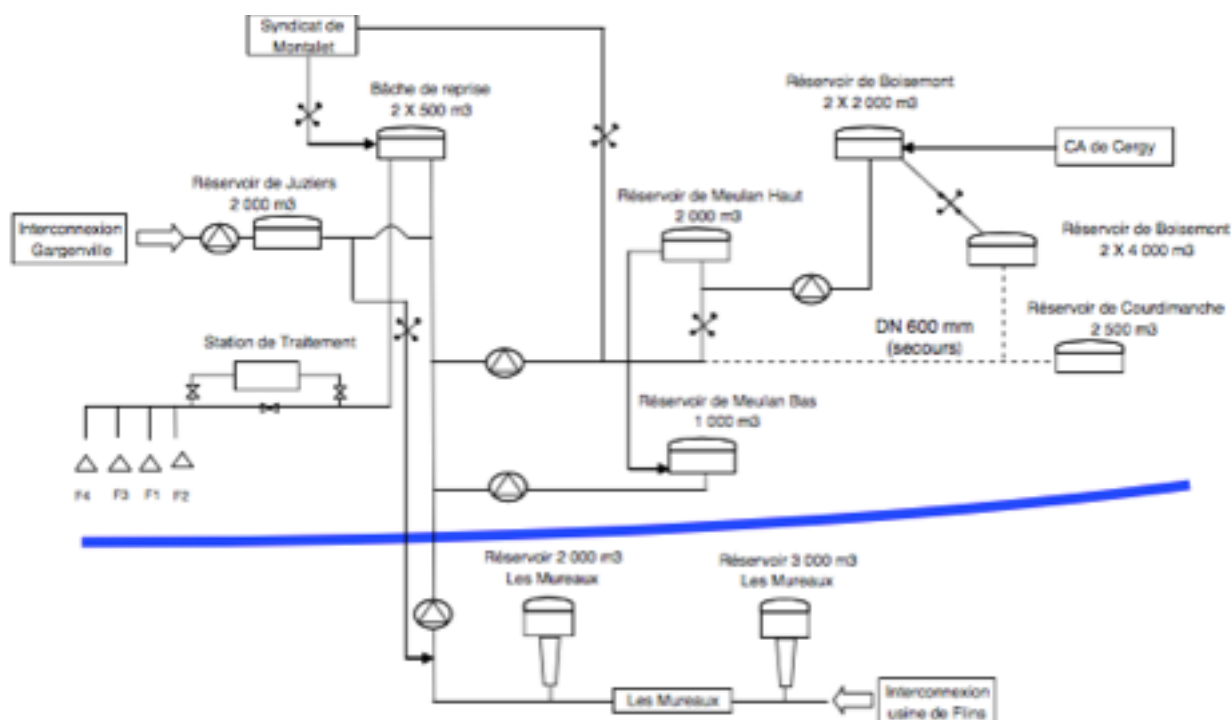 Syndicat de
Montalet
Bâche de reprise
2 X 500 m3
Réservoir de Boisemont
2 X 2 000 m3
CA de Cergy
Réservoir de Juziers
2 000 m3
Interconnexion
Gargenville
Réservoir de Meulan Haut
2 000 m3
Réservoir de Boisemont
2 X 4 000 m3
Réservoir de Courdimanche
2 500 m3
DN 600 mm
(secours)
Station de Traitement
Réservoir de Meulan Bas
1 000 m3
F4
F3
F1
F2
Réservoir 2 000 m3
Les Mureaux
Réservoir 3 000 m3
Les Mureaux
Les Mureaux
Interconnexion
usine de Flins